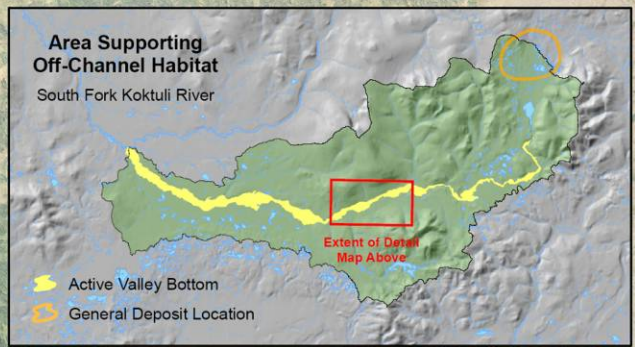 Area Supporting
Off-Channel Habitat
South Fork Koktuli River
Extent of Detail
Map Above
Active Valley Bottom
General Deposit Location